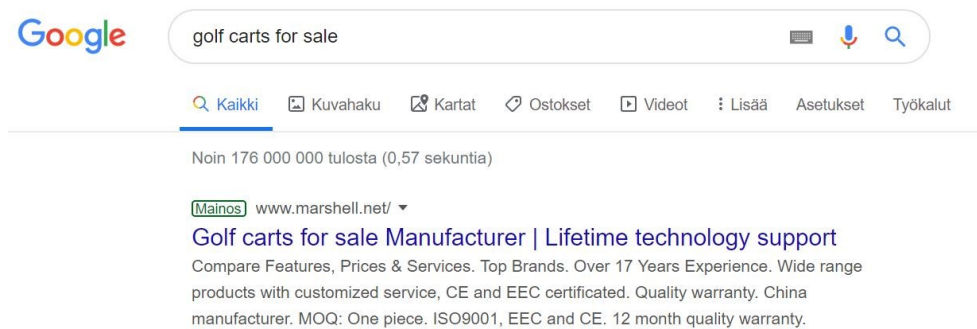 Google golf carts for sale
Kaikki Kuvahaku Kartat Ostokset Videot Lisää Asetukset Työkalut
Noin 176 000 000 tulosta (0,57 sekuntia)
Mainos www.marshell.net/
Golf carts for sale Manufacturer | Lifetime technology support
Compare Features, Prices & Services. Top Brands. Over 17 Years Experience. Wide range
products with customized service, CE and EEC certificated. Quality warranty. China
manufacturer. MOQ: One piece. ISO9001, EEC and CE. 12 month quality warranty.